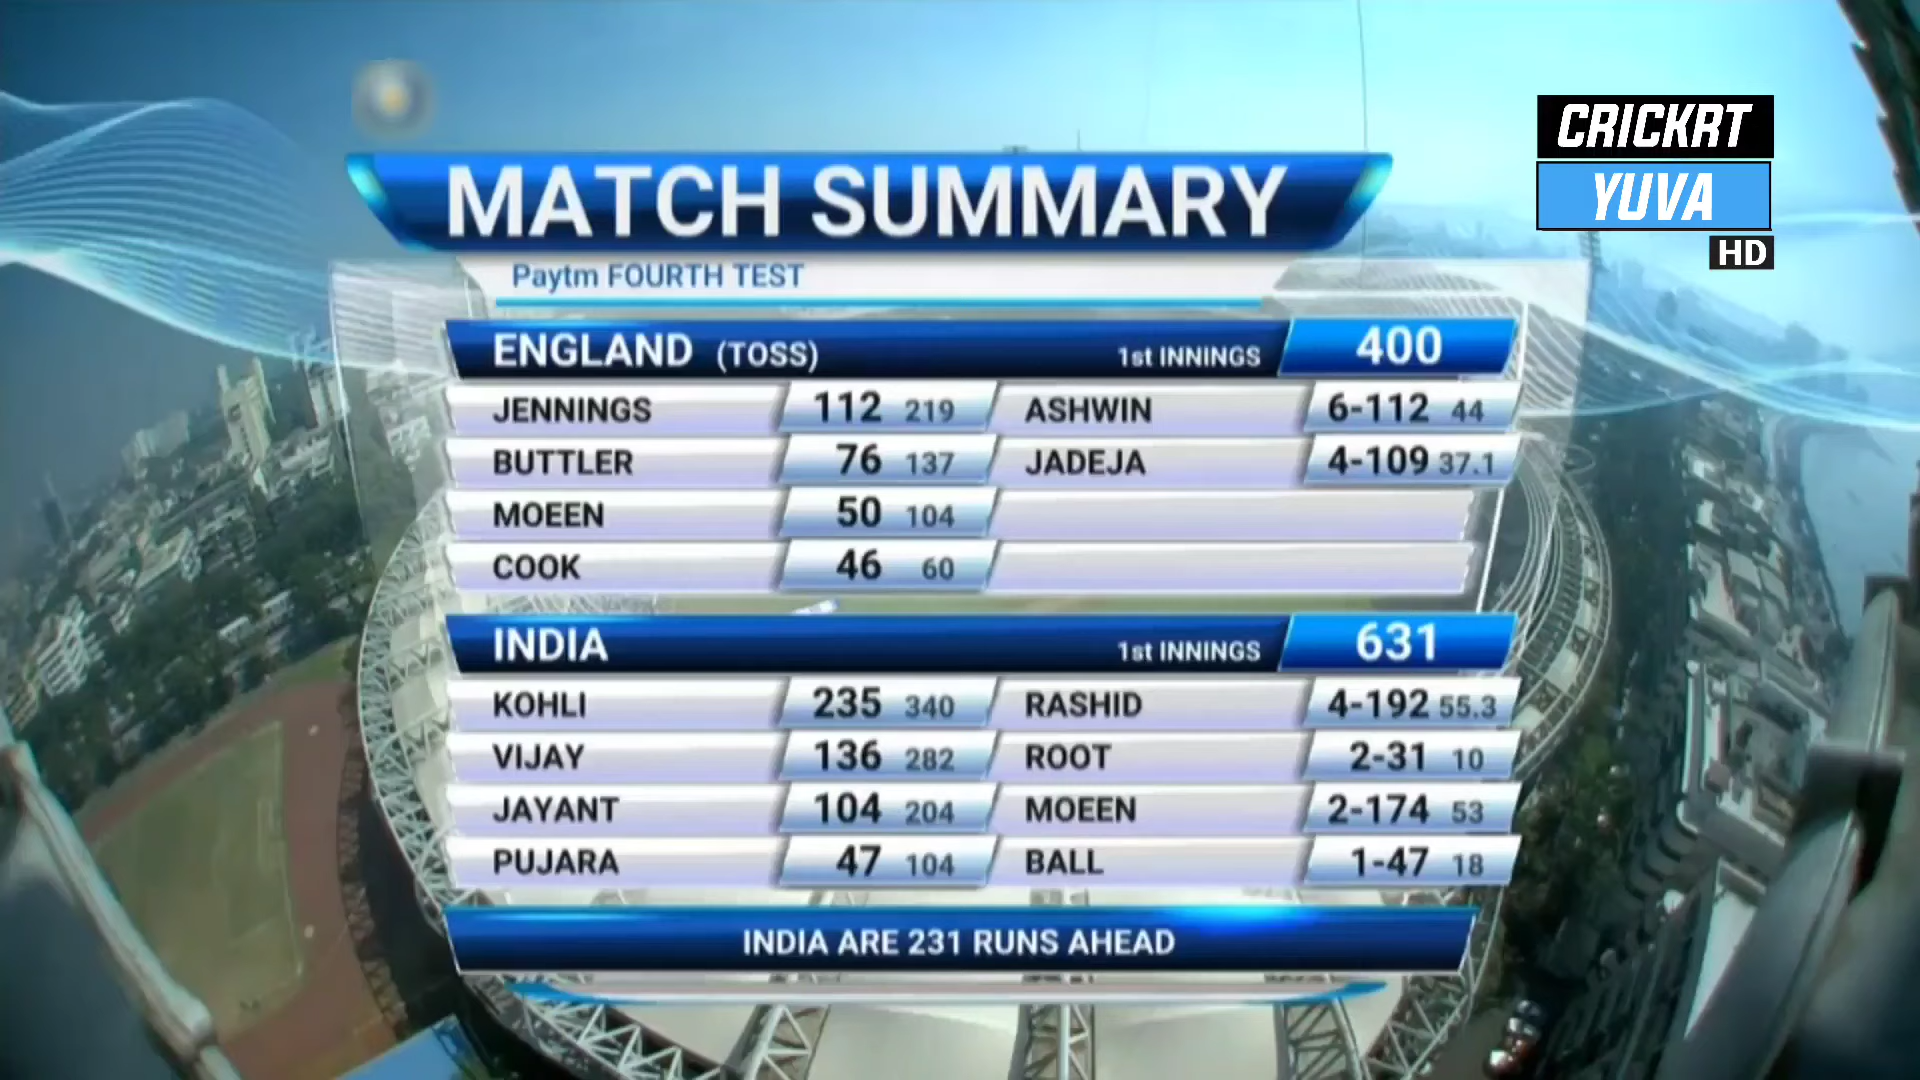 CRICKRT
YUVA
HD
MATCH SUMMARY
Paytm FOURTH TEST
ENGLAND (TOSS) 1st INNINGS 400
JENNINGS 112 219 ASHWIN 6-112 44
BUTTLER 76 137 JADEJA 4-109 37.1
MOEEN 50 104
COOK 46 60
INDIA 1st INNINGS 631
KOHLI 235 340 RASHID 4-192 55.3
VIJAY 136 282 ROOT 2-31 10
JAYANT 104 204 MOEEN 2-174 53
PUJARA 47 104 BALL 1-47 18
INDIA ARE 231 RUNS AHEAD